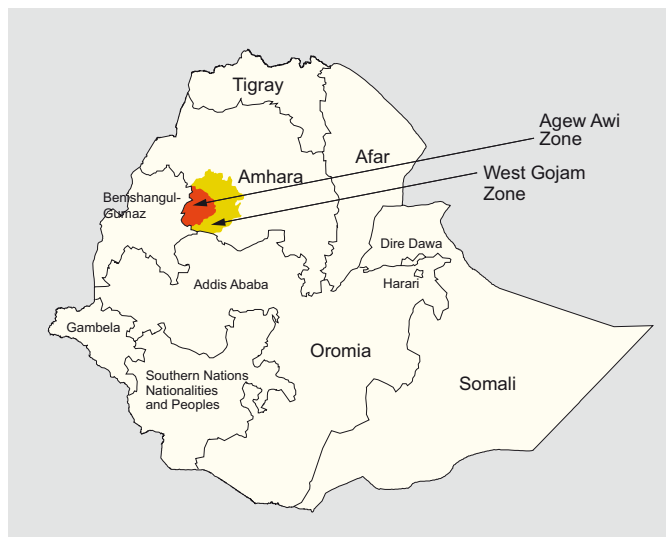 Tigray
Agew Awi
Zone
Afar
West Gojam
Zone
Amhara
Bemshangul-
Gumaz
Dire Dawa
Addis Ababa
Harari
Gambela
Oromia
Southern Nations
Nationalities
and Peoples
Somali